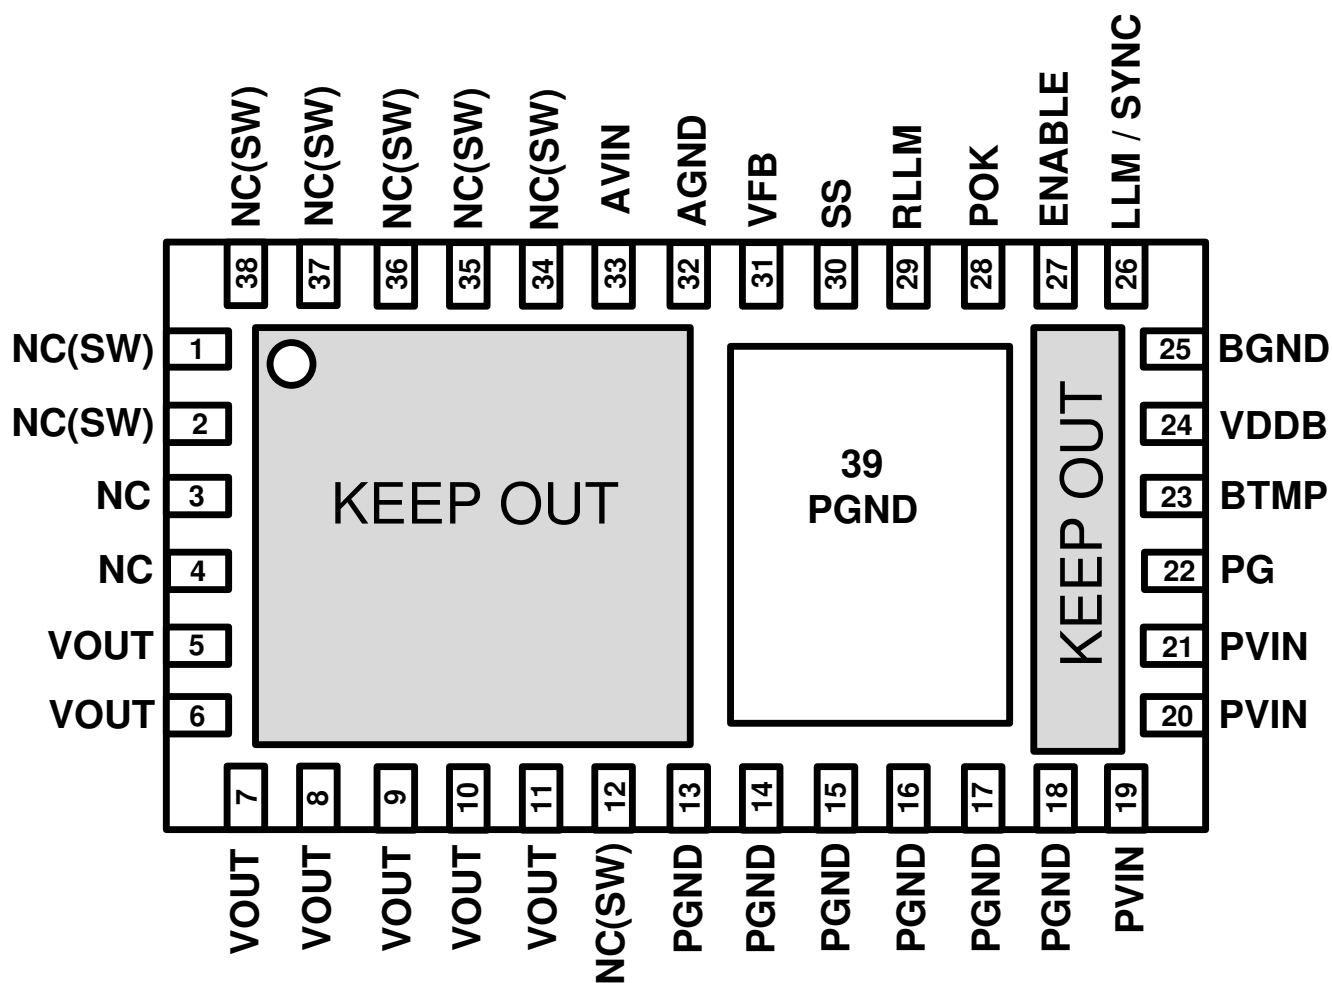 NC(SW)
NC(SW)
NC(SW)
NC(SW)
NC(SW)
AVIN
AGND
VFB
SS
RLLM
POK
ENABLE
LLM / SYNC
38
37
36
35
34
33
32
31
30
29
28
27
26
NC(SW) 1
NC(SW) 2
NC 3
NC 4
VOUT 5
VOUT 6
KEEP OUT
39
PGND
KEEP OUT
25 BGND
24 VDDB
23 BTMP
22 PG
21 PVIN
20 PVIN
7
8
9
10
11
12
13
14
15
16
17
18
19
VOUT
VOUT
VOUT
VOUT
VOUT
NC(SW)
PGND
PGND
PGND
PGND
PGND
PGND
PVIN